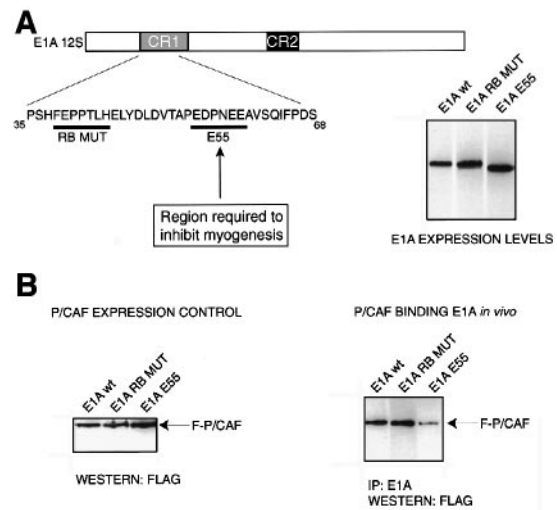 A
E1A 12S
CR1
CR2
35 PSHFEPPTLHELYDLDVTAPEDPNEEAVSQIFPDS 68
RB MUT
E55
Region required to
inhibit myogenesis
E1A wt
E1A RB MUT
E1A E55
E1A EXPRESSION LEVELS
B
P/CAF EXPRESSION CONTROL
E1A wt
E1A RB MUT
E1A E55
F-P/CAF
WESTERN: FLAG
P/CAF BINDING E1A in vivo
E1A wt
E1A RB MUT
E1A E55
F-P/CAF
IP: E1A
WESTERN: FLAG